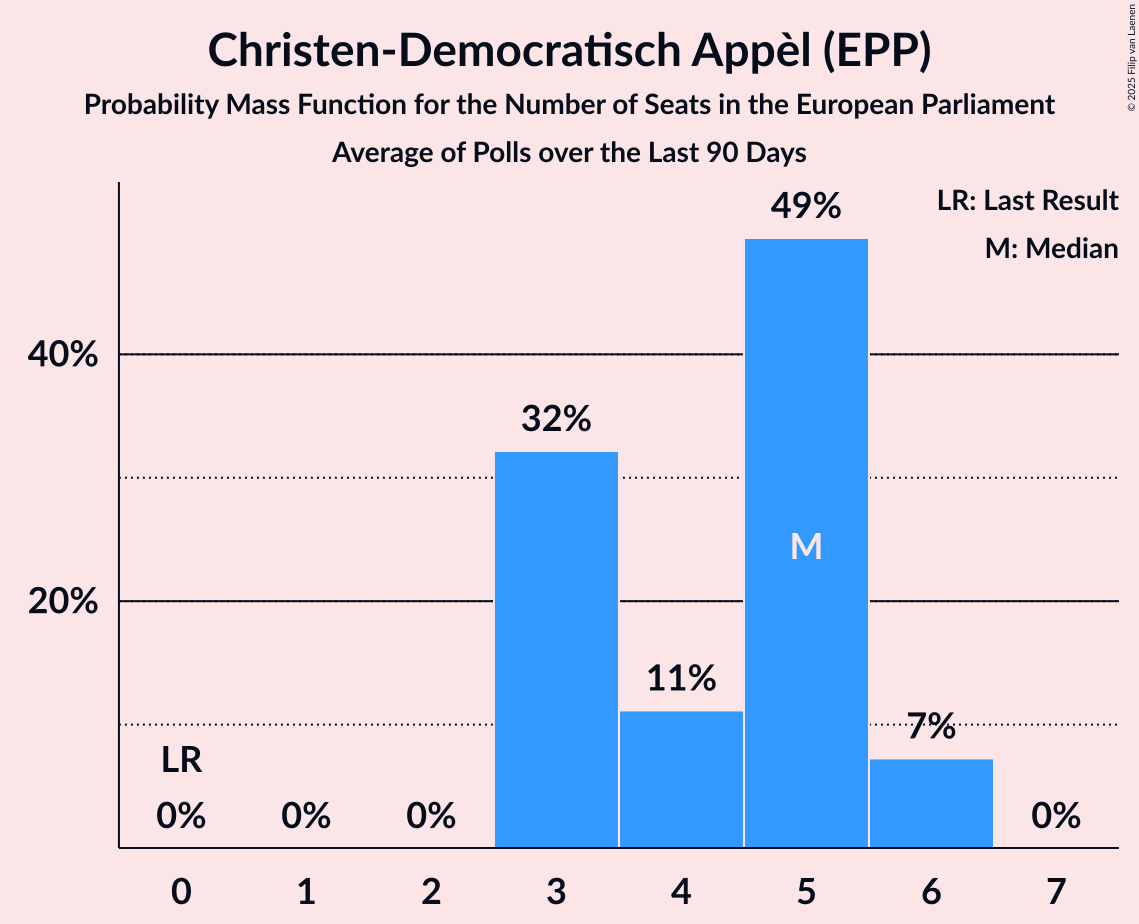 Christen-Democratisch Appèl (EPP)
Probability Mass Function for the Number of Seats in the European Parliament
Average of Polls over the Last 90 Days
© 2025 Filip van Laenen
LR: Last Result
M: Median
49%
40%
32%
M
20%
11%
7%
LR
0% 0% 0% 0%
0 1 2 3 4 5 6 7